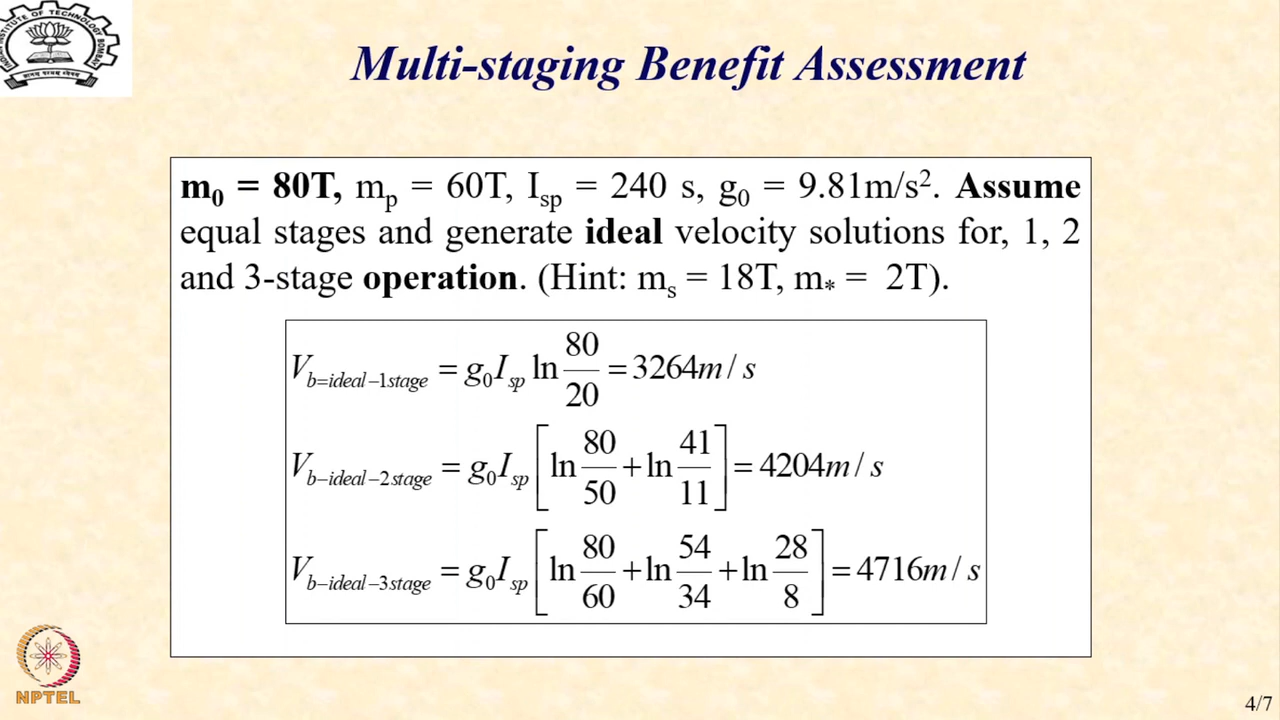 Multi-staging Benefit Assessment
m₀ = 80T, mₚ = 60T, Iₛₚ = 240 s, g₀ = 9.81m/s². Assume
equal stages and generate ideal velocity solutions for, 1, 2
and 3-stage operation. (Hint: mₛ = 18T, m* = 2T).
V_{b=ideal-1stage} = g₀Iₛₚ ln 80/20 = 3264m/s
V_{b-ideal-2stage} = g₀Iₛₚ [ln 80/50 + ln 41/11] = 4204m/s
V_{b-ideal-3stage} = g₀Iₛₚ [ln 80/60 + ln 54/34 + ln 28/8] = 4716m/s
NPTEL
4/7